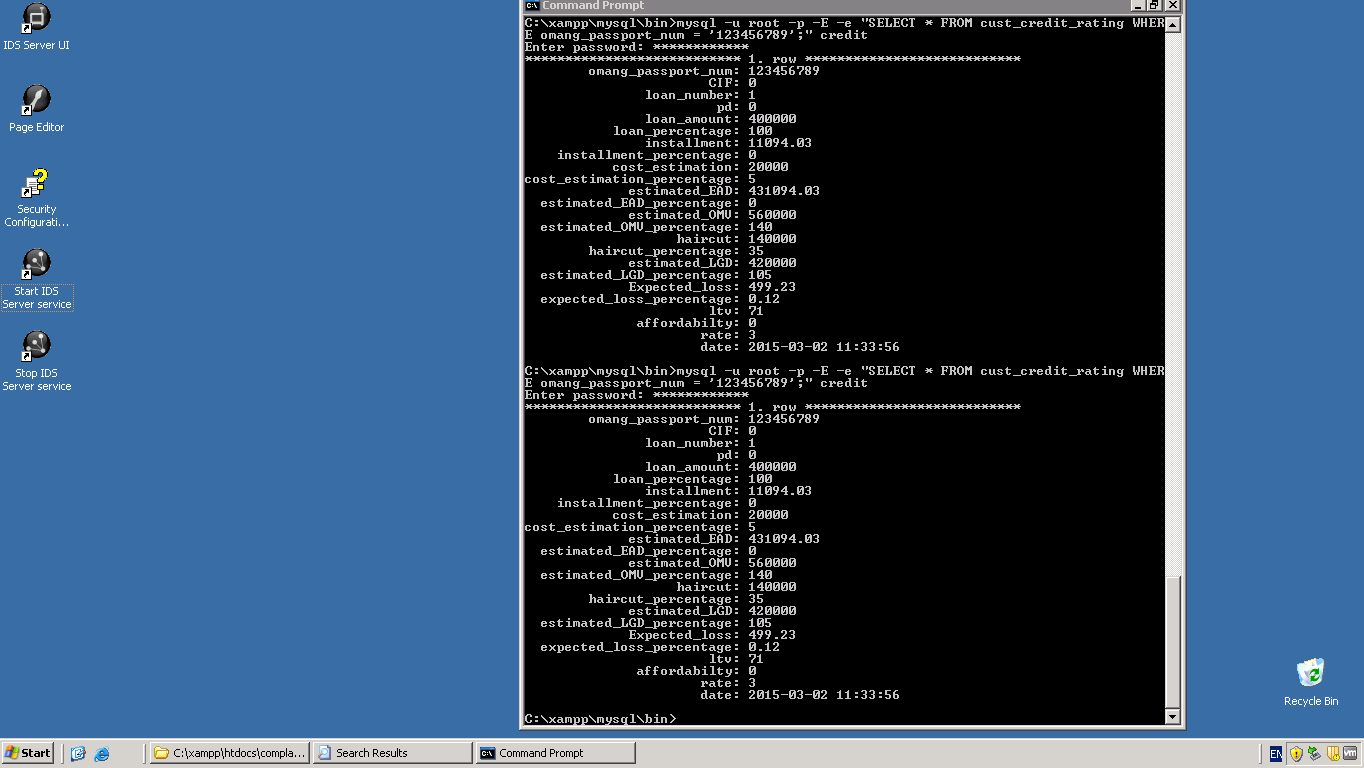 IDS Server UI
Page Editor
Security
Configurati...
Start IDS
Server service
Stop IDS
Server service
Command Prompt
C:\xampp\mysql\bin>mysql -u root -p -E -e "SELECT * FROM cust_credit_rating WHER
E omang_passport_num = '123456789';" credit
Enter password: ************
*************************** 1. row ***************************
omang_passport_num: 123456789
CIF: 0
loan_number: 1
pd: 0
loan_amount: 400000
loan_percentage: 100
installment: 11094.03
installment_percentage: 0
cost_estimation: 20000
cost_estimation_percentage: 5
estimated_EAD: 431094.03
estimated_EAD_percentage: 0
estimated_OMV: 560000
estimated_OMV_percentage: 140
haircut: 140000
haircut_percentage: 35
estimated_LGD: 420000
estimated_LGD_percentage: 105
Expected_loss: 499.23
expected_loss_percentage: 0.12
ltv: 71
affordabilty: 0
rate: 3
date: 2015-03-02 11:33:56
C:\xampp\mysql\bin>mysql -u root -p -E -e "SELECT * FROM cust_credit_rating WHER
E omang_passport_num = '123456789';" credit
Enter password: ************
*************************** 1. row ***************************
omang_passport_num: 123456789
CIF: 0
loan_number: 1
pd: 0
loan_amount: 400000
loan_percentage: 100
installment: 11094.03
installment_percentage: 0
cost_estimation: 20000
cost_estimation_percentage: 5
estimated_EAD: 431094.03
estimated_EAD_percentage: 0
estimated_OMV: 560000
estimated_OMV_percentage: 140
haircut: 140000
haircut_percentage: 35
estimated_LGD: 420000
estimated_LGD_percentage: 105
Expected_loss: 499.23
expected_loss_percentage: 0.12
ltv: 71
affordabilty: 0
rate: 3
date: 2015-03-02 11:33:56
C:\xampp\mysql\bin>
Recycle Bin
Start
C:\xampp\htdocs\compla...
Search Results
Command Prompt
EN
vm